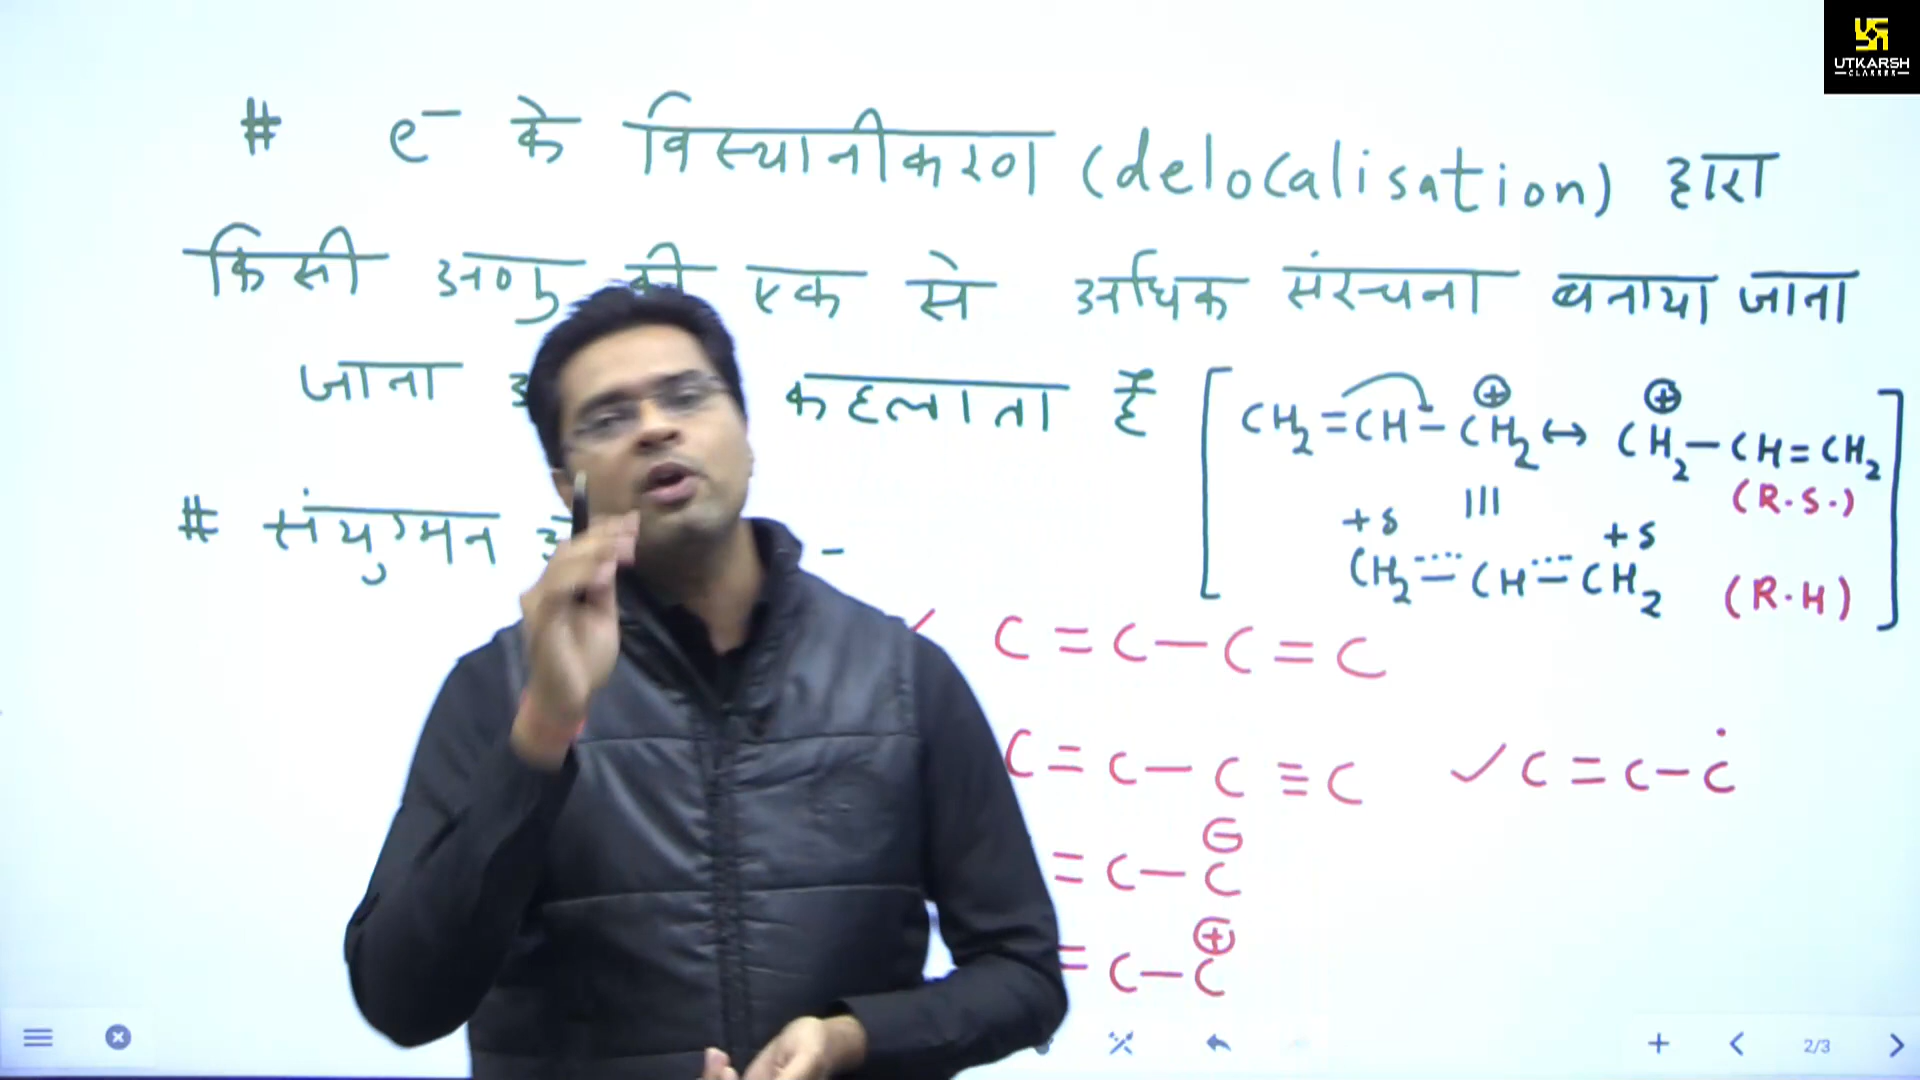 UTKARSH
CLASSES
# e⁻ के विस्थानीकरण (delocalisation) द्वारा
किसी अणु की एक से अधिक संरचना बनाया जाना
जाना कहलाता है
[CH₂=CH-CH₂⊕ ↔ ⊕CH₂-CH=CH₂]
(R.S.)
|||
+δ +δ
CH₂=CH=CH₂ (R.H)
# संयुग्मन -
C=C-C=C
C=C-C≡C ✓ C=C-Ċ
⊖
=C-C
⊕
=C-C
2/3